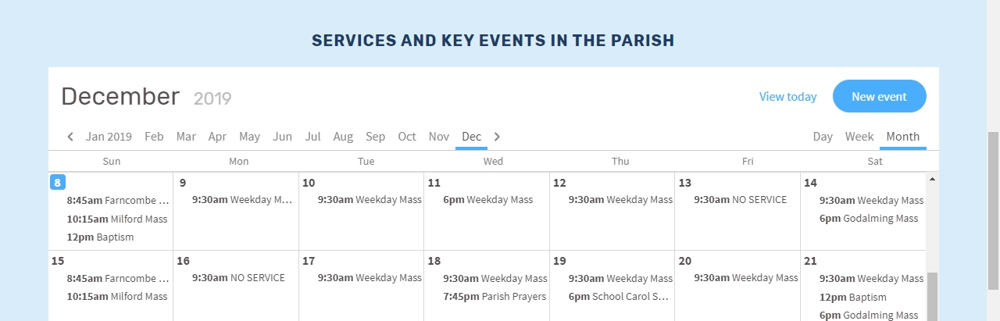 SERVICES AND KEY EVENTS IN THE PARISH
December 2019
View today New event
Jan 2019 Feb Mar Apr May Jun Jul Aug Sep Oct Nov Dec Day Week Month
Sun Mon Tue Wed Thu Fri Sat
8 9 10 11 12 13 14
8:45am Farncombe … 9:30am Weekday M… 9:30am Weekday Mass 6pm Weekday Mass 9:30am Weekday Mass 9:30am NO SERVICE 9:30am Weekday Mass
10:15am Milford Mass 6pm Godalming Mass
12pm Baptism
15 16 17 18 19 20 21
8:45am Farncombe … 9:30am NO SERVICE 9:30am Weekday Mass 9:30am Weekday Mass 9:30am Weekday Mass 9:30am Weekday Mass 9:30am Weekday Mass
10:15am Milford Mass 7:45pm Parish Prayers 6pm School Carol S… 12pm Baptism
6pm Godalming Mass